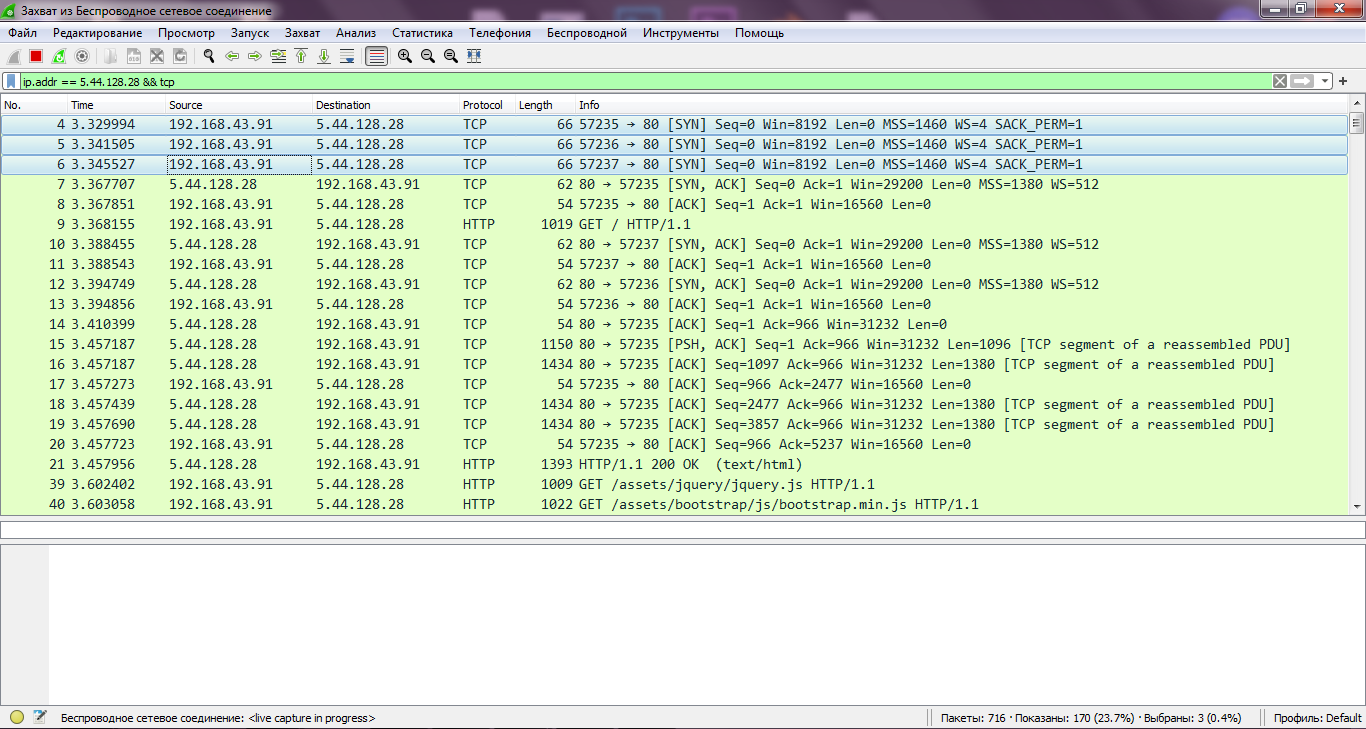 Захват из Беспроводное сетевое соединение
Файл Редактирование Просмотр Запуск Захват Анализ Статистика Телефония Беспроводной Инструменты Помощь
ip.addr == 5.44.128.28 && tcp
No. Time Source Destination Protocol Length Info
4 3.329994 192.168.43.91 5.44.128.28 TCP 66 57235 → 80 [SYN] Seq=0 Win=8192 Len=0 MSS=1460 WS=4 SACK_PERM=1
5 3.341505 192.168.43.91 5.44.128.28 TCP 66 57236 → 80 [SYN] Seq=0 Win=8192 Len=0 MSS=1460 WS=4 SACK_PERM=1
6 3.345527 192.168.43.91 5.44.128.28 TCP 66 57237 → 80 [SYN] Seq=0 Win=8192 Len=0 MSS=1460 WS=4 SACK_PERM=1
7 3.367707 5.44.128.28 192.168.43.91 TCP 62 80 → 57235 [SYN, ACK] Seq=0 Ack=1 Win=29200 Len=0 MSS=1380 WS=512
8 3.367851 192.168.43.91 5.44.128.28 TCP 54 57235 → 80 [ACK] Seq=1 Ack=1 Win=16560 Len=0
9 3.368155 192.168.43.91 5.44.128.28 HTTP 1019 GET / HTTP/1.1
10 3.388455 5.44.128.28 192.168.43.91 TCP 62 80 → 57237 [SYN, ACK] Seq=0 Ack=1 Win=29200 Len=0 MSS=1380 WS=512
11 3.388543 192.168.43.91 5.44.128.28 TCP 54 57237 → 80 [ACK] Seq=1 Ack=1 Win=16560 Len=0
12 3.394749 5.44.128.28 192.168.43.91 TCP 62 80 → 57236 [SYN, ACK] Seq=0 Ack=1 Win=29200 Len=0 MSS=1380 WS=512
13 3.394856 192.168.43.91 5.44.128.28 TCP 54 57236 → 80 [ACK] Seq=1 Ack=1 Win=16560 Len=0
14 3.410399 5.44.128.28 192.168.43.91 TCP 54 80 → 57235 [ACK] Seq=1 Ack=966 Win=31232 Len=0
15 3.457187 5.44.128.28 192.168.43.91 TCP 1150 80 → 57235 [PSH, ACK] Seq=1 Ack=966 Win=31232 Len=1096 [TCP segment of a reassembled PDU]
16 3.457187 5.44.128.28 192.168.43.91 TCP 1434 80 → 57235 [ACK] Seq=1097 Ack=966 Win=31232 Len=1380 [TCP segment of a reassembled PDU]
17 3.457273 192.168.43.91 5.44.128.28 TCP 54 57235 → 80 [ACK] Seq=966 Ack=2477 Win=16560 Len=0
18 3.457439 5.44.128.28 192.168.43.91 TCP 1434 80 → 57235 [ACK] Seq=2477 Ack=966 Win=31232 Len=1380 [TCP segment of a reassembled PDU]
19 3.457690 5.44.128.28 192.168.43.91 TCP 1434 80 → 57235 [ACK] Seq=3857 Ack=966 Win=31232 Len=1380 [TCP segment of a reassembled PDU]
20 3.457723 192.168.43.91 5.44.128.28 TCP 54 57235 → 80 [ACK] Seq=966 Ack=5237 Win=16560 Len=0
21 3.457956 5.44.128.28 192.168.43.91 HTTP 1393 HTTP/1.1 200 OK (text/html)
39 3.602402 192.168.43.91 5.44.128.28 HTTP 1009 GET /assets/jquery/jquery.js HTTP/1.1
40 3.603058 192.168.43.91 5.44.128.28 HTTP 1022 GET /assets/bootstrap/js/bootstrap.min.js HTTP/1.1
Беспроводное сетевое соединение: <live capture in progress> Пакеты: 716 · Показаны: 170 (23.7%) · Выбраны: 3 (0.4%) Профиль: Default